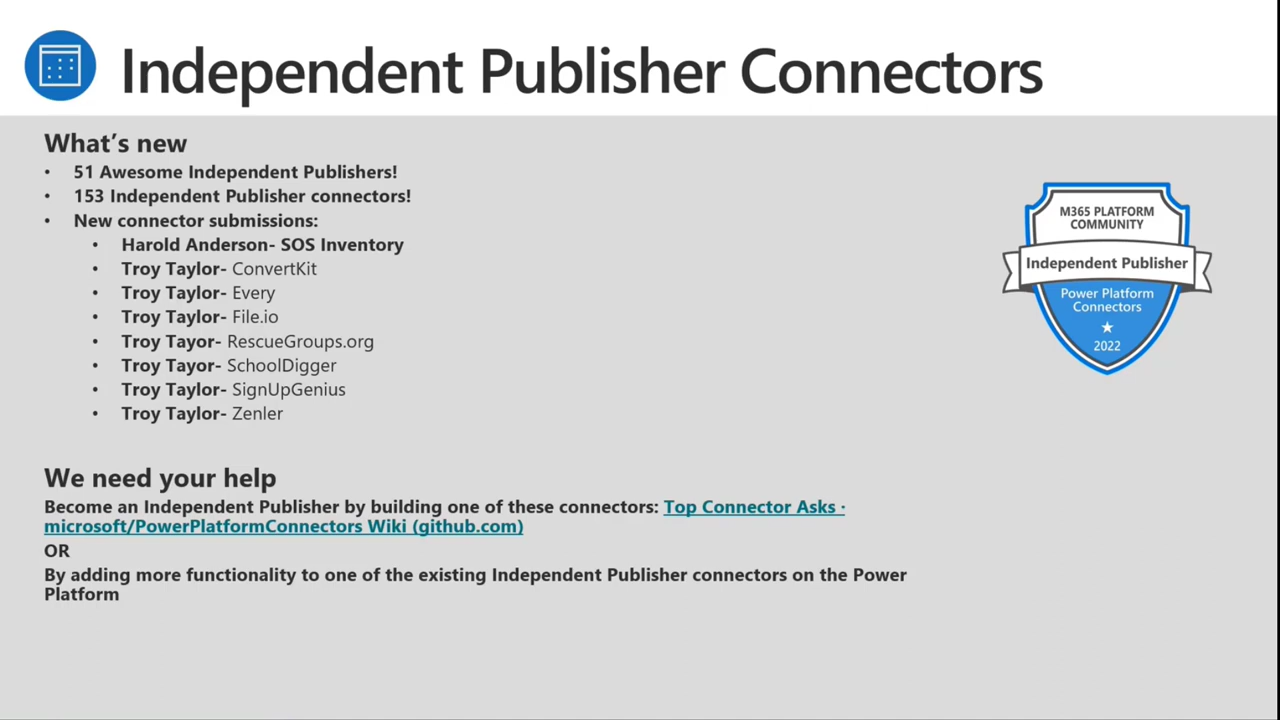 Independent Publisher Connectors
What's new
• 51 Awesome Independent Publishers!
• 153 Independent Publisher connectors!
• New connector submissions:
• Harold Anderson- SOS Inventory
• Troy Taylor- ConvertKit
• Troy Taylor- Every
• Troy Taylor- File.io
• Troy Tayor- RescueGroups.org
• Troy Tayor- SchoolDigger
• Troy Taylor- SignUpGenius
• Troy Taylor- Zenler
We need your help
Become an Independent Publisher by building one of these connectors: Top Connector Asks ·
microsoft/PowerPlatformConnectors Wiki (github.com)
OR
By adding more functionality to one of the existing Independent Publisher connectors on the Power
Platform
M365 PLATFORM
COMMUNITY
Independent Publisher
Power Platform
Connectors
2022